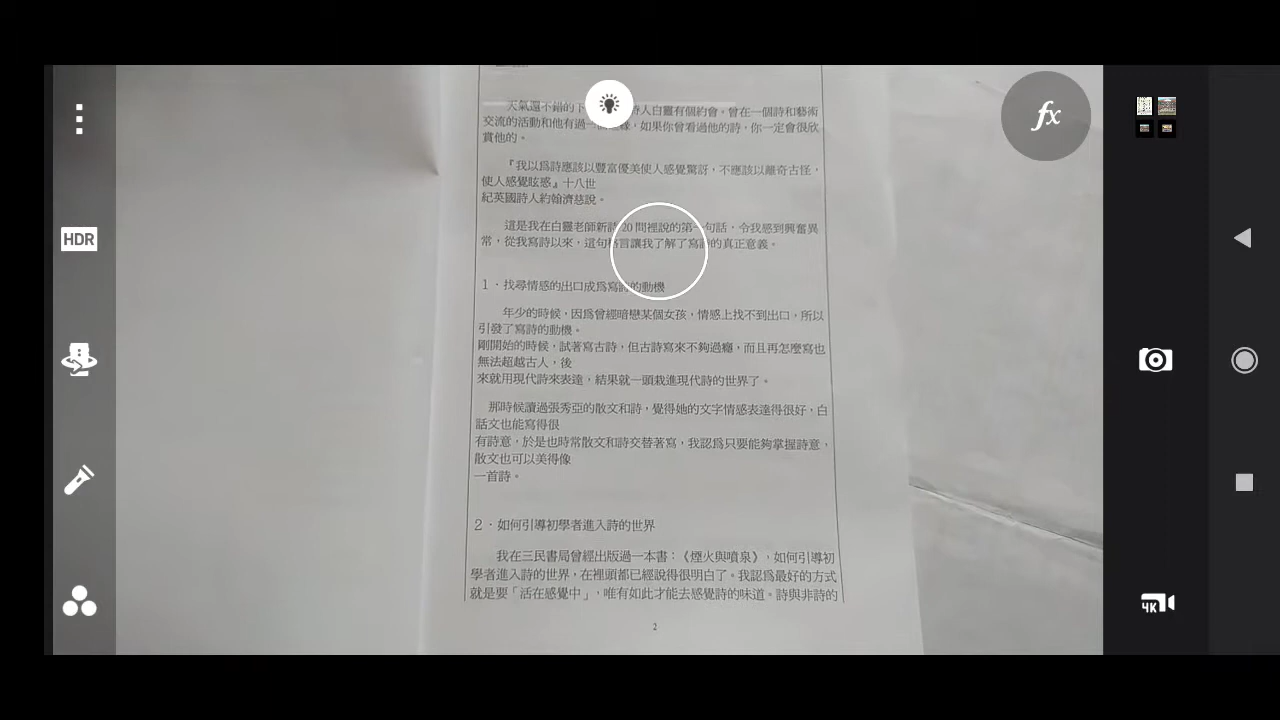 HDR
fx
4K
天氣還不錯的下 詩人白靈有個約會。曾在一個詩和藝術
交流的活動和他有過一 ，如果你曾看過他的詩，你一定會很欣
賞他的。
『我以為詩應該以豐富優美使人感覺驚訝，不應該以離奇古怪，
使人感覺眩惑』十八世
紀英國詩人約翰濟慈說。
這是我在白靈老師新詩 20 問裡說的第一句話，令我感到興奮異
常，從我寫詩以來，這句格言讓我了解了寫詩的真正意義。
1．找尋情感的出口成為寫詩的動機
年少的時候，因為曾經暗戀某個女孩，情感上找不到出口，所以
引發了寫詩的動機。
剛開始的時候，試著寫古詩，但古詩寫來不夠過癮，而且再怎麼寫也
無法超越古人，後
來就用現代詩來表達，結果就一頭栽進現代詩的世界了。
那時候讀過張秀亞的散文和詩，覺得她的文字情感表達得很好，白
話文也能寫得很
有詩意，於是也時常散文和詩交替著寫，我認為只要能夠掌握詩意，
散文也可以美得像
一首詩。
2．如何引導初學者進入詩的世界
我在三民書局曾經出版過一本書：《煙火與噴泉》，如何引導初
學者進入詩的世界，在裡頭都已經說得很明白了。我認為最好的方式
就是要「活在感覺中」，唯有如此才能去感覺詩的味道。詩與非詩的
2